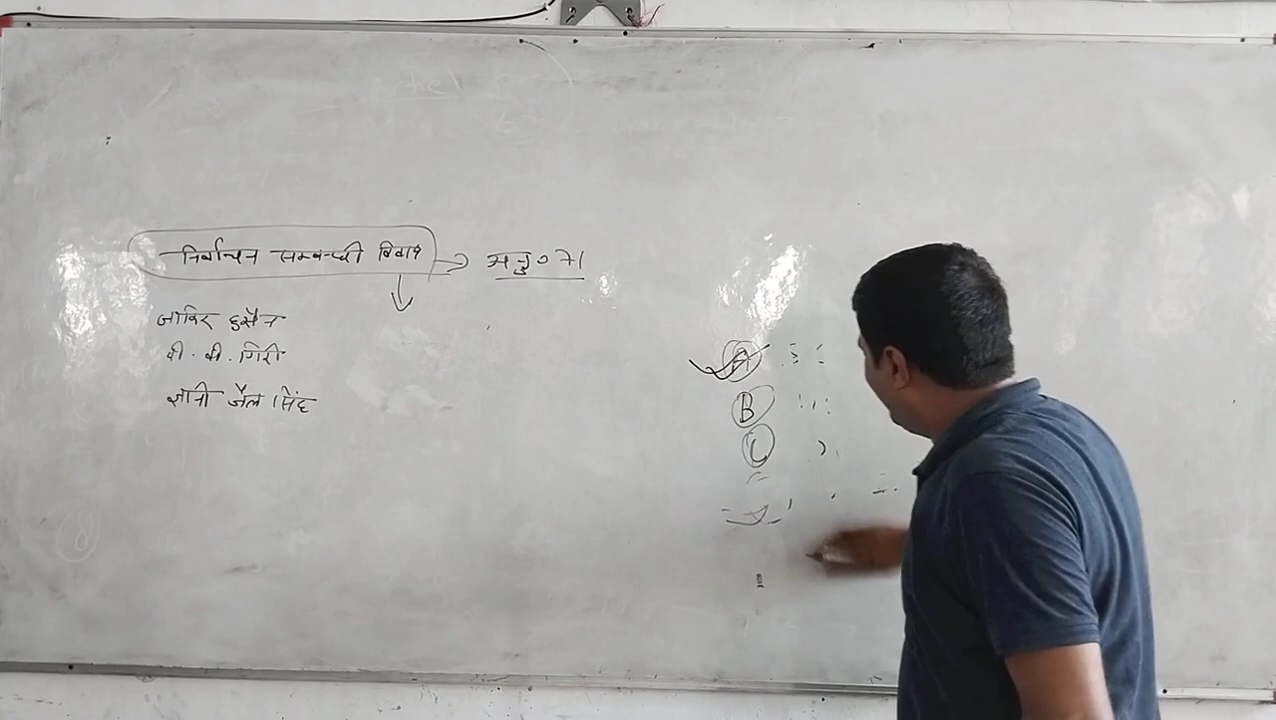 निर्वाचन सम्बन्धी विवाद → अनु० 71
जाकिर हुसैन
वी. वी. गिरी
ज्ञानी जैल सिंह
A
B
C